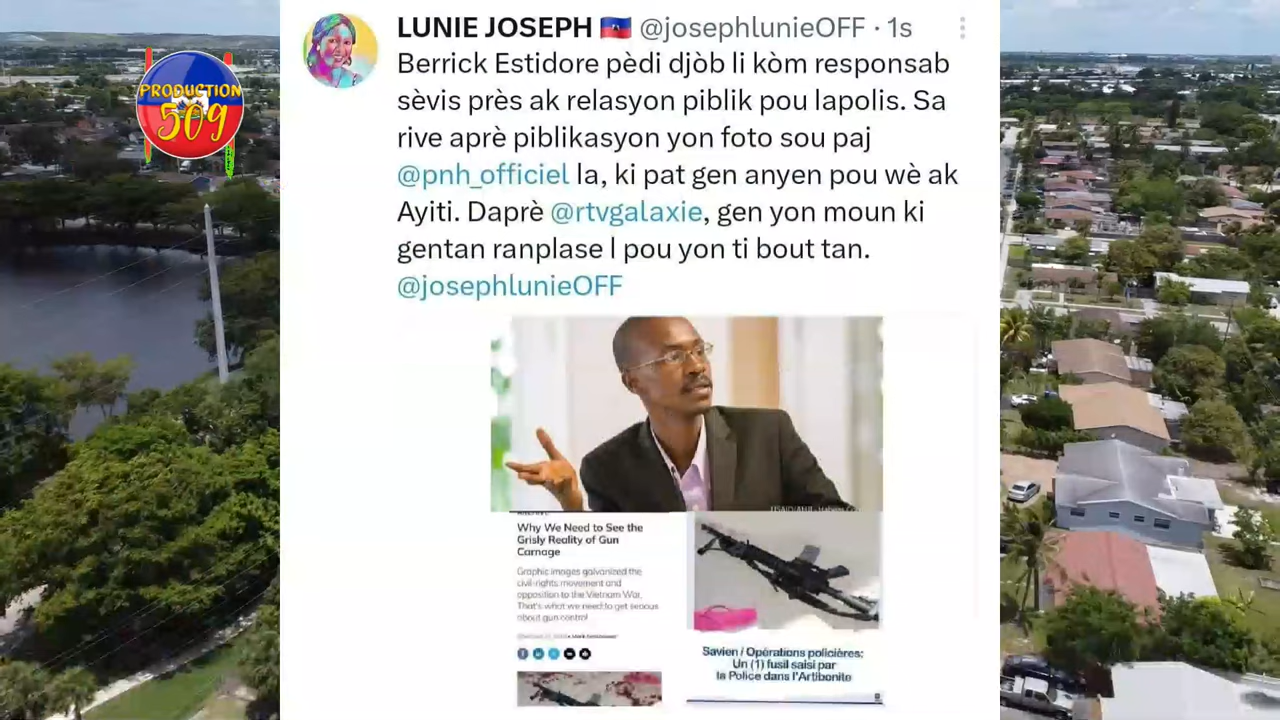 PRODUCTION
509
LUNIE JOSEPH 🇭🇹 @josephlunieOFF · 1s
Berrick Estidore pèdi djòb li kòm responsab
sèvis près ak relasyon piblik pou lapolis. Sa
rive aprè piblikasyon yon foto sou paj
@pnh_officiel la, ki pat gen anyen pou wè ak
Ayiti. Daprè @rtvgalaxie, gen yon moun ki
gentan ranplase l pou yon ti bout tan.
@josephlunieOFF
Why We Need to See the
Grisly Reality of Gun
Carnage
Graphic images galvanized the
civil-rights movement and
opposition to the Vietnam War.
That's what we need to get serious
about gun control
Savien / Opérations policières:
Un (1) fusil saisi par
la Police dans l'Artibonite